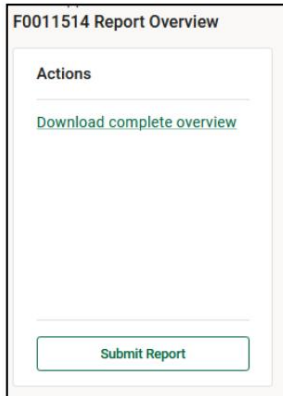 F0011514 Report Overview
Actions
Download complete overview
Submit Report